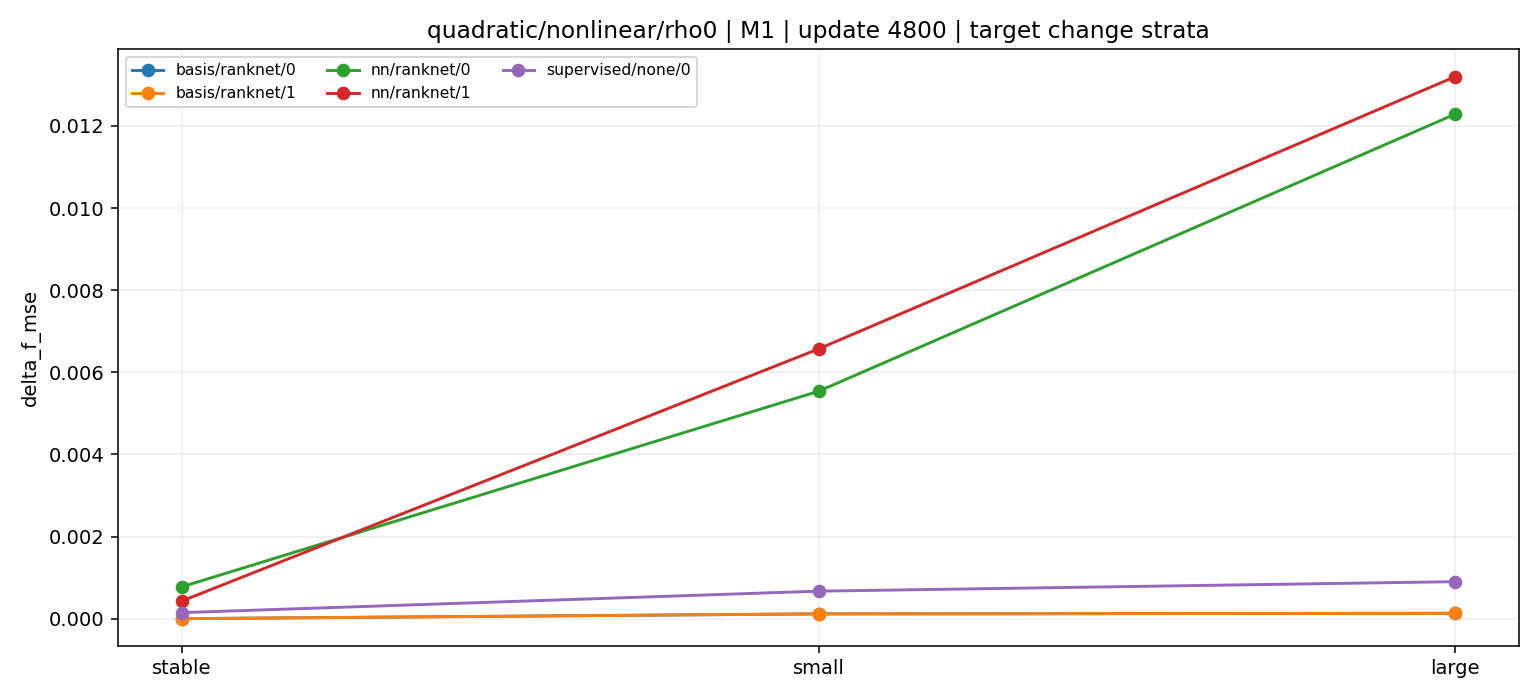 quadratic/nonlinear/rho0 | M1 | update 4800 | target change strata
basis/ranknet/0 nn/ranknet/0 supervised/none/0
basis/ranknet/1 nn/ranknet/1
delta_f_mse
0.012
0.010
0.008
0.006
0.004
0.002
0.000
stable small large